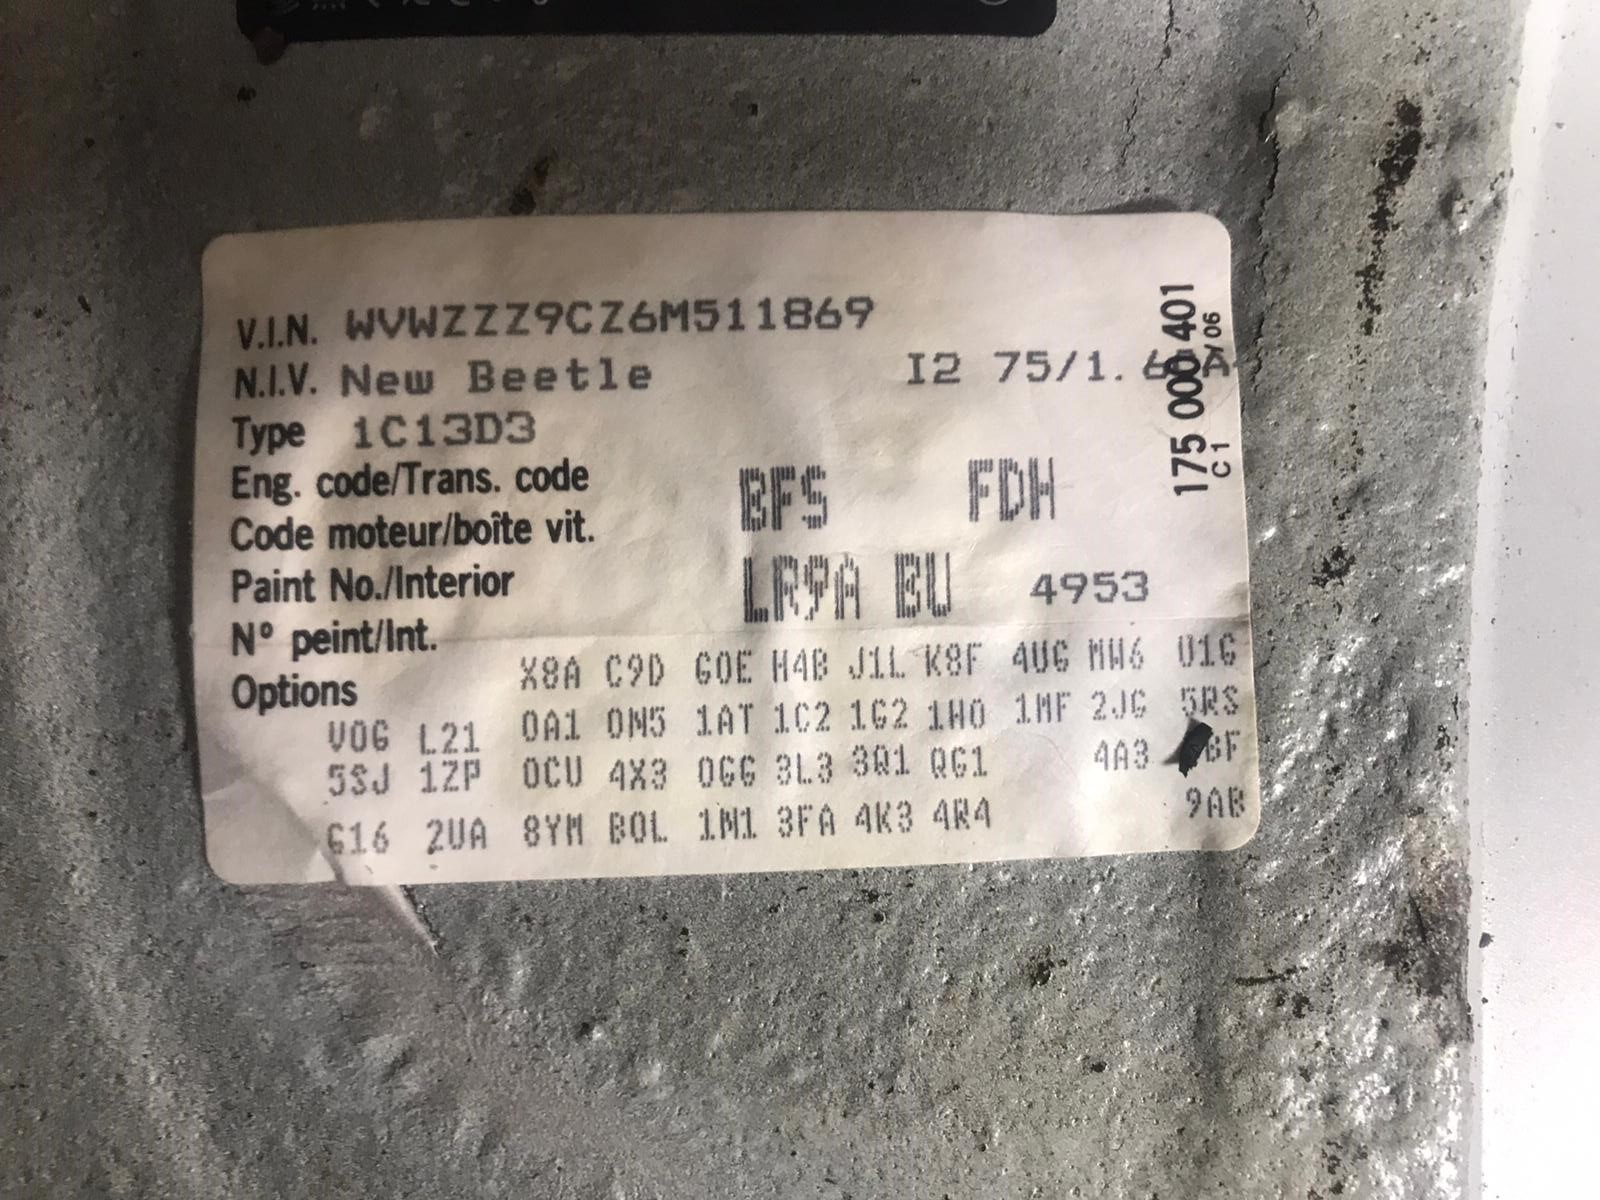 V.I.N. WVWZZZ9CZ6M511869
N.I.V. New Beetle I2 75/1.
Type 1C13D3
Eng. code/Trans. code BFS FDH
Code moteur/boîte vit.
Paint No./Interior LR9A BU 4953
N° peint/Int.
Options X8A C9D G0E H4B J1L K8F 4UG MW6 U1G
V0G L21 0A1 0N5 1AT 1C2 1G2 1H0 1MF 2JG 5RS
5SJ 1ZP 0CU 4X3 0GG 3L3 3Q1 QG1 4A3
G16 2UA 8YM B0L 1M1 3FA 4K3 4R4 9AB
175 000 401
C1